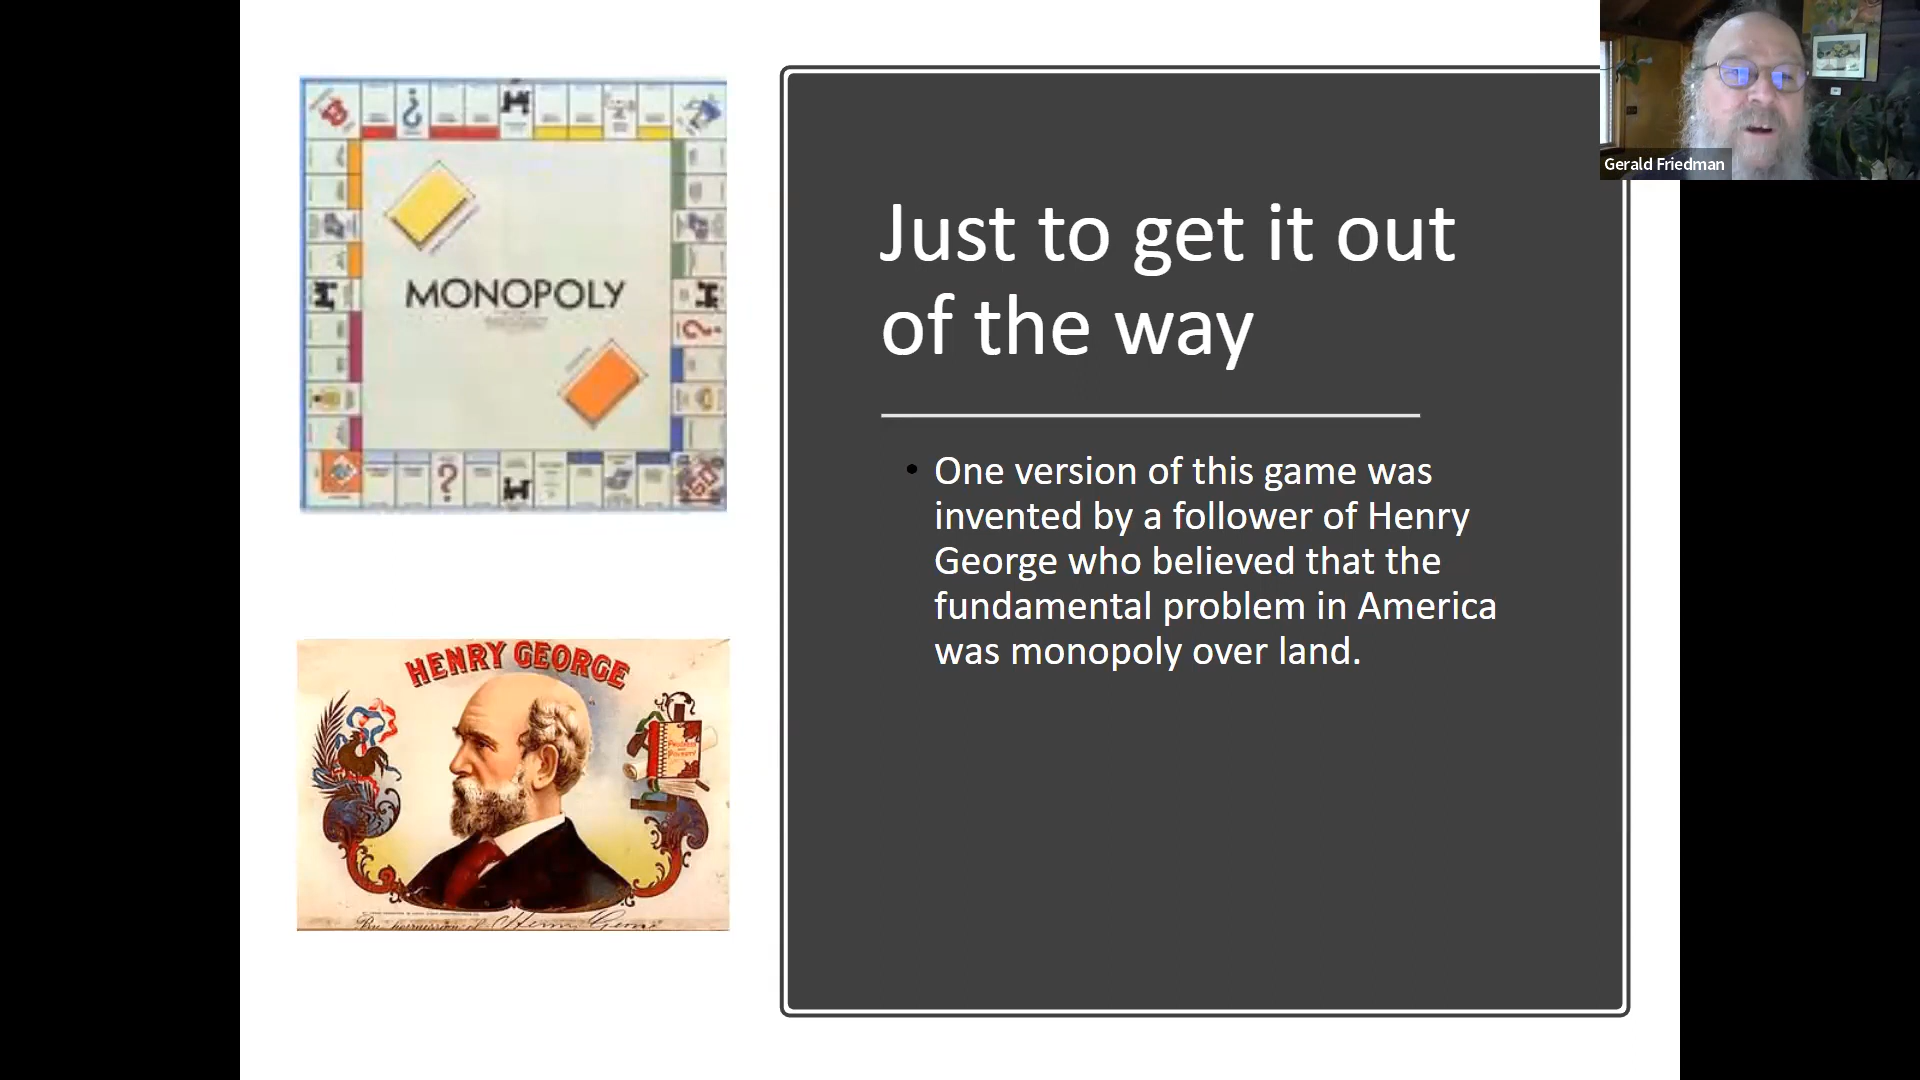 MONOPOLY
HENRY GEORGE
Just to get it out
of the way
• One version of this game was
invented by a follower of Henry
George who believed that the
fundamental problem in America
was monopoly over land.
Gerald Friedman